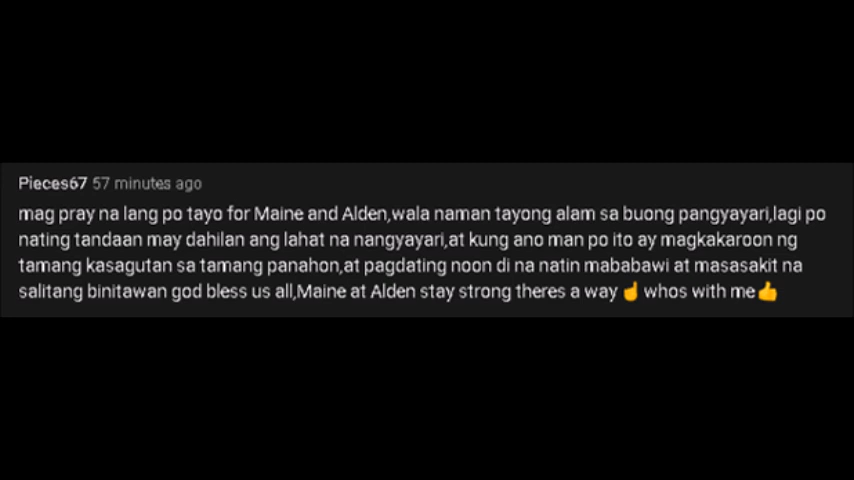 Pieces67 57 minutes ago
mag pray na lang po tayo for Maine and Alden,wala naman tayong alam sa buong pangyayari,lagi po
nating tandaan may dahilan ang lahat na nangyayari,at kung ano man po ito ay magkakaroon ng
tamang kasagutan sa tamang panahon,at pagdating noon di na natin mababawi at masasakit na
salitang binitawan god bless us all,Maine at Alden stay strong theres a way ☝️ whos with me 👍